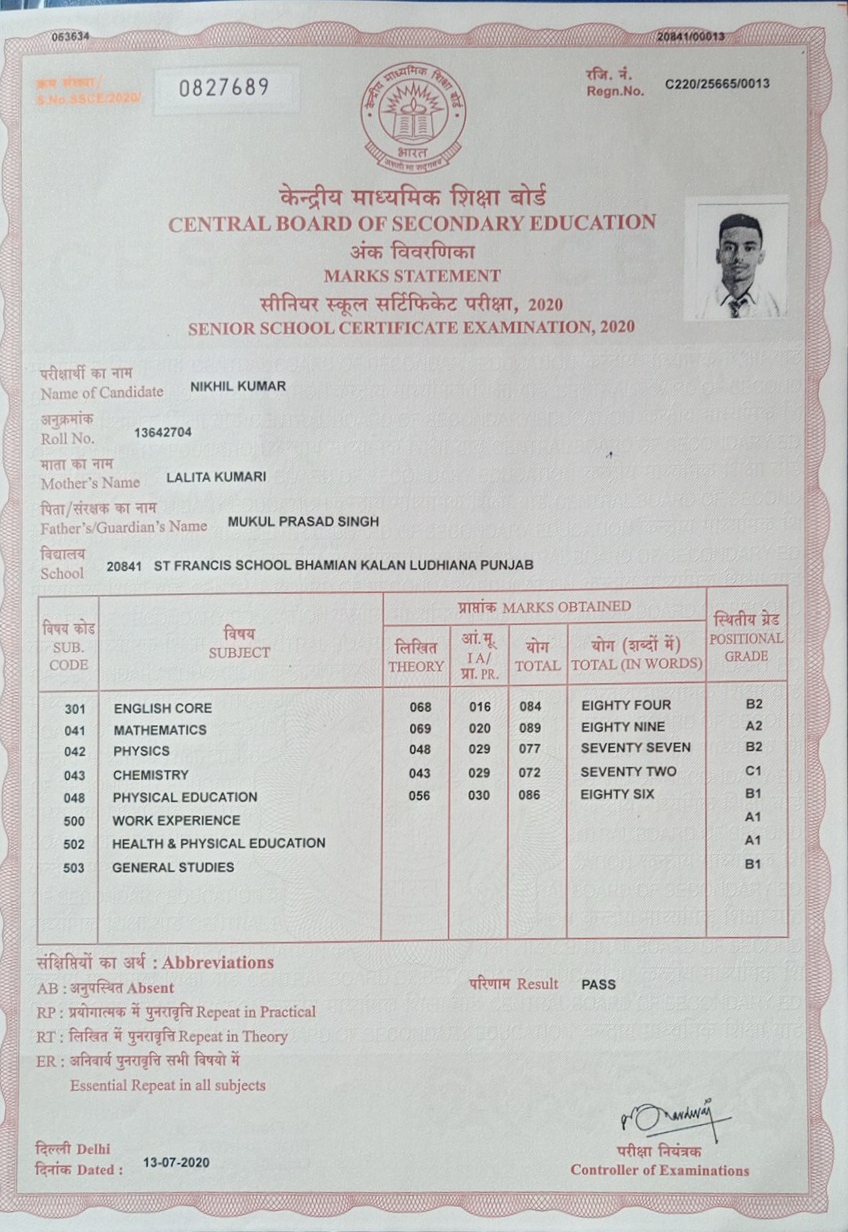 063634
20841/00013
क्रम संख्या/
S.No.SSCE/2020/
0827689
रजि. नं.
Regn.No. C220/25665/0013
केन्द्रीय माध्यमिक शिक्षा बोर्ड
भारत
असतो मा सद्गमय
केन्द्रीय माध्यमिक शिक्षा बोर्ड
CENTRAL BOARD OF SECONDARY EDUCATION
अंक विवरणिका
MARKS STATEMENT
सीनियर स्कूल सर्टिफिकेट परीक्षा, 2020
SENIOR SCHOOL CERTIFICATE EXAMINATION, 2020
परीक्षार्थी का नाम
Name of Candidate NIKHIL KUMAR
अनुक्रमांक
Roll No. 13642704
माता का नाम
Mother's Name LALITA KUMARI
पिता/संरक्षक का नाम
Father's/Guardian's Name MUKUL PRASAD SINGH
विद्यालय
School 20841 ST FRANCIS SCHOOL BHAMIAN KALAN LUDHIANA PUNJAB
विषय कोड
SUB.
CODE
विषय
SUBJECT
प्राप्तांक MARKS OBTAINED
लिखित
THEORY
आं.मू.
I A/
प्रा. PR.
योग
TOTAL
योग (शब्दों में)
TOTAL (IN WORDS)
स्थितीय ग्रेड
POSITIONAL
GRADE
301 ENGLISH CORE 068 016 084 EIGHTY FOUR B2
041 MATHEMATICS 069 020 089 EIGHTY NINE A2
042 PHYSICS 048 029 077 SEVENTY SEVEN B2
043 CHEMISTRY 043 029 072 SEVENTY TWO C1
048 PHYSICAL EDUCATION 056 030 086 EIGHTY SIX B1
500 WORK EXPERIENCE A1
502 HEALTH & PHYSICAL EDUCATION A1
503 GENERAL STUDIES B1
संक्षिप्तियों का अर्थ : Abbreviations
AB : अनुपस्थित Absent
परिणाम Result PASS
RP : प्रयोगात्मक में पुनरावृत्ति Repeat in Practical
RT : लिखित में पुनरावृत्ति Repeat in Theory
ER : अनिवार्य पुनरावृत्ति सभी विषयो में
Essential Repeat in all subjects
दिल्ली Delhi
दिनांक Dated : 13-07-2020
परीक्षा नियंत्रक
Controller of Examinations